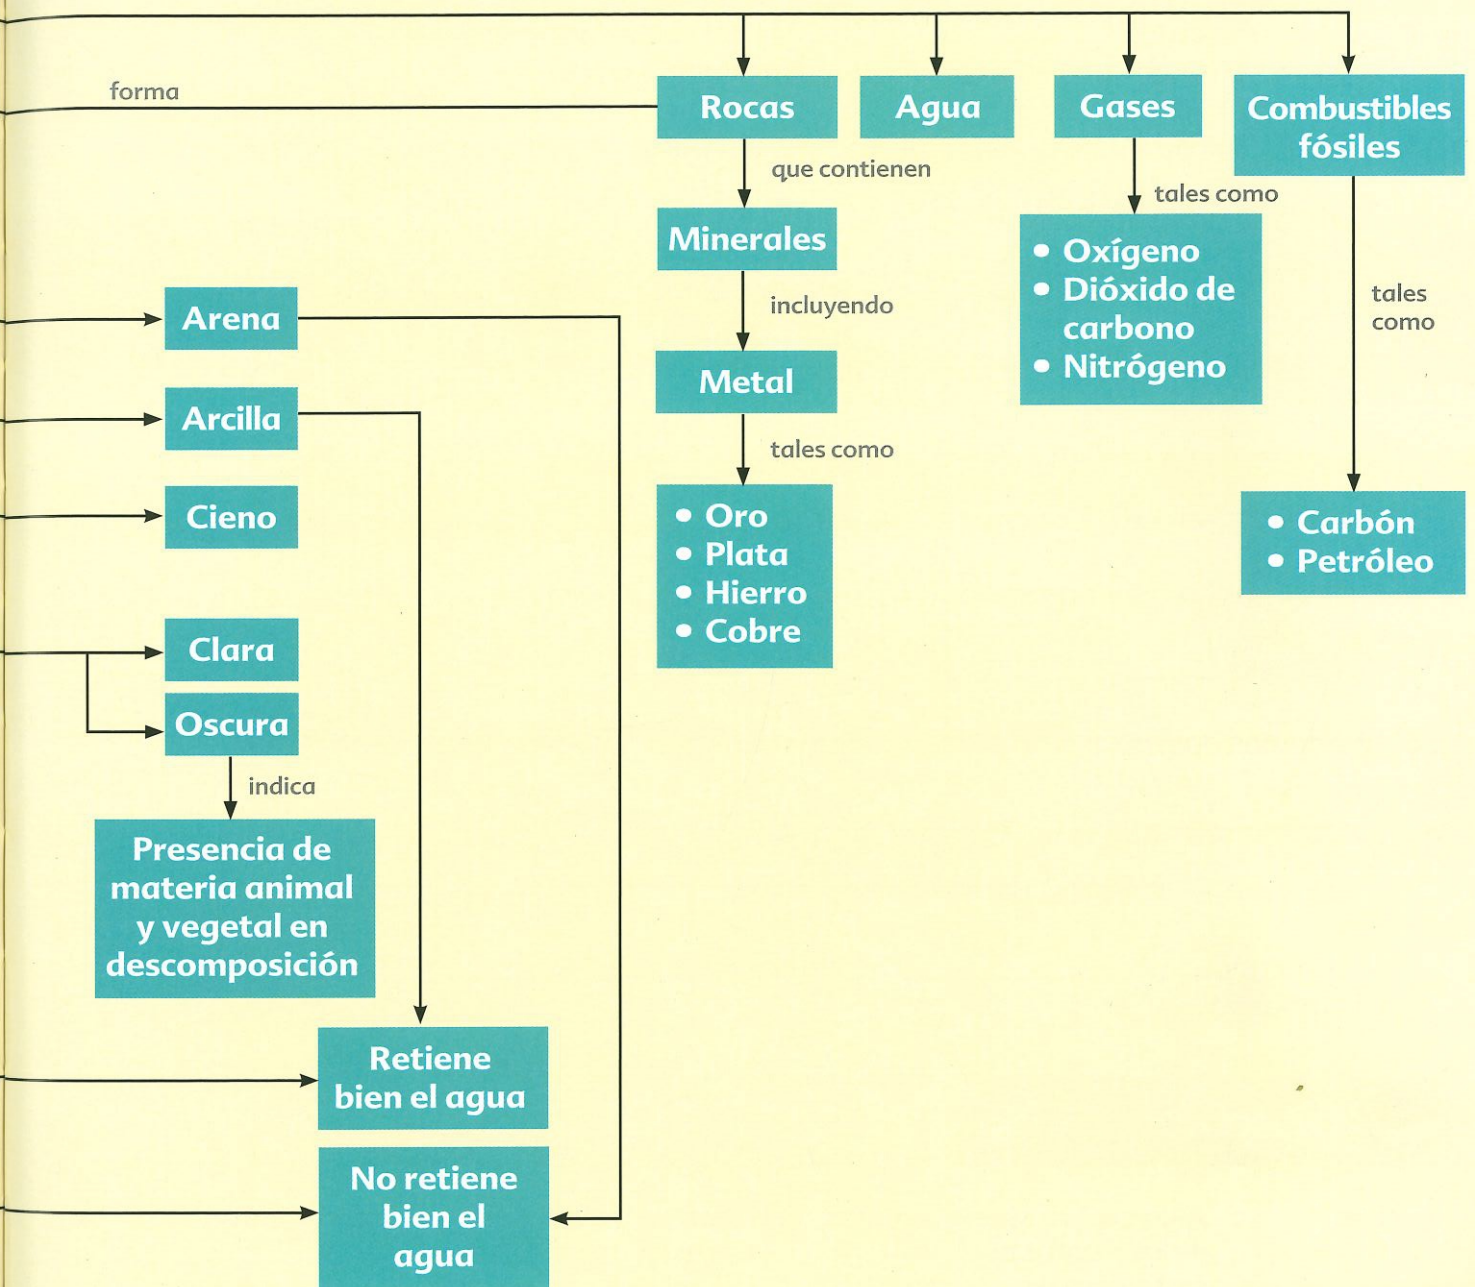 forma
Rocas
Agua
Gases
Combustibles
fósiles
que contienen
tales como
Minerales
• Oxígeno
• Dióxido de
carbono
• Nitrógeno
tales
como
incluyendo
Arena
Metal
Arcilla
tales como
Cieno
• Oro
• Plata
• Hierro
• Cobre
• Carbón
• Petróleo
Clara
Oscura
indica
Presencia de
materia animal
y vegetal en
descomposición
Retiene
bien el agua
No retiene
bien el
agua